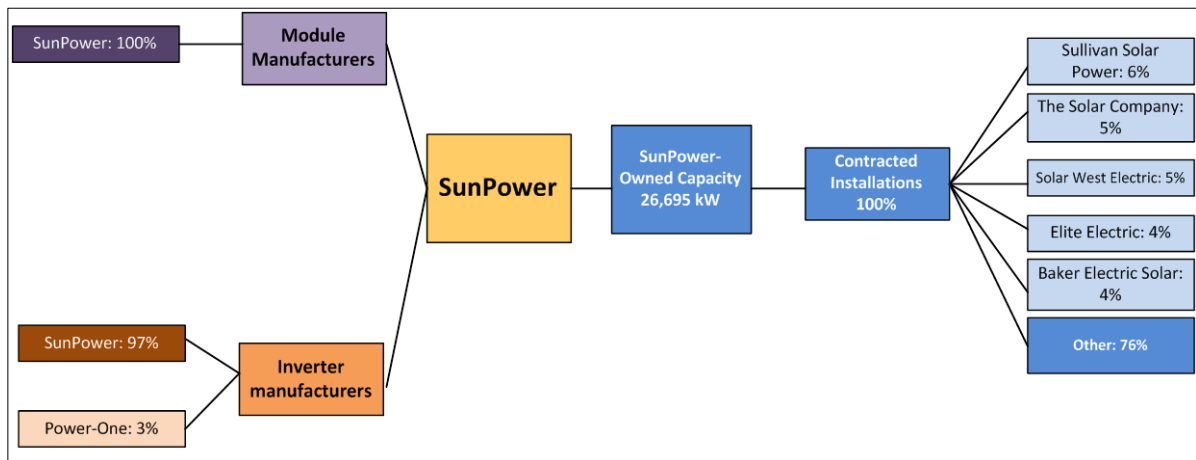 SunPower: 100%
Module
Manufacturers
SunPower: 97%
Power-One: 3%
Inverter
manufacturers
SunPower
SunPower-
Owned Capacity
26,695 kW
Contracted
Installations
100%
Sullivan Solar
Power: 6%
The Solar Company:
5%
Solar West Electric: 5%
Elite Electric: 4%
Baker Electric Solar:
4%
Other: 76%